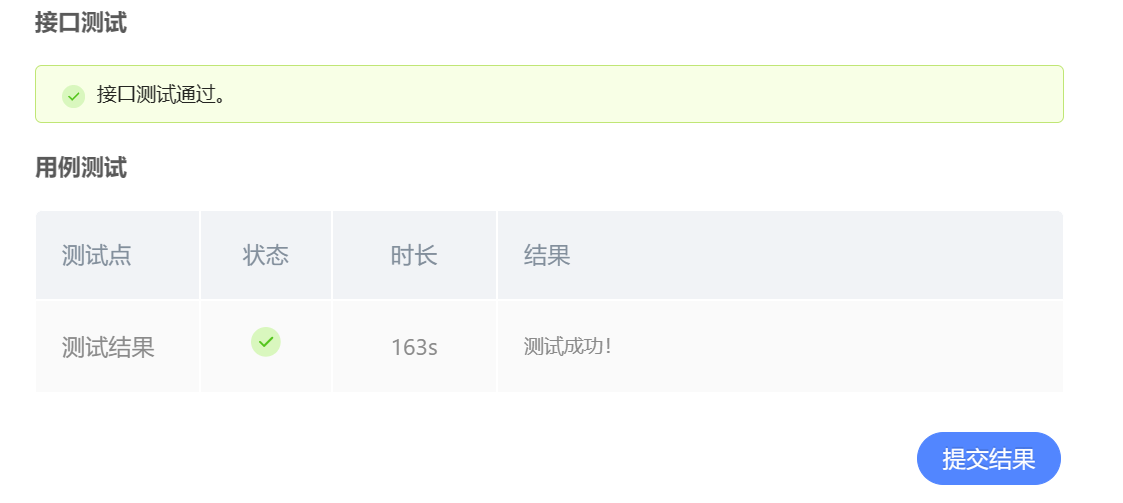 接口测试
接口测试通过。
用例测试
测试点 状态 时长 结果
测试结果 163s 测试成功！
提交结果